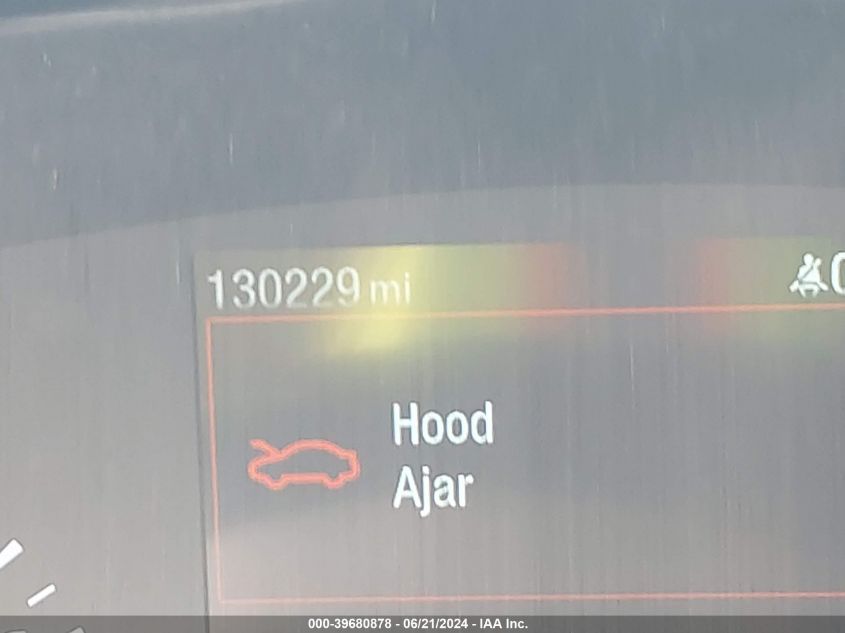 130229 mi
Hood
Ajar
000-39680878 - 06/21/2024 - IAA Inc.